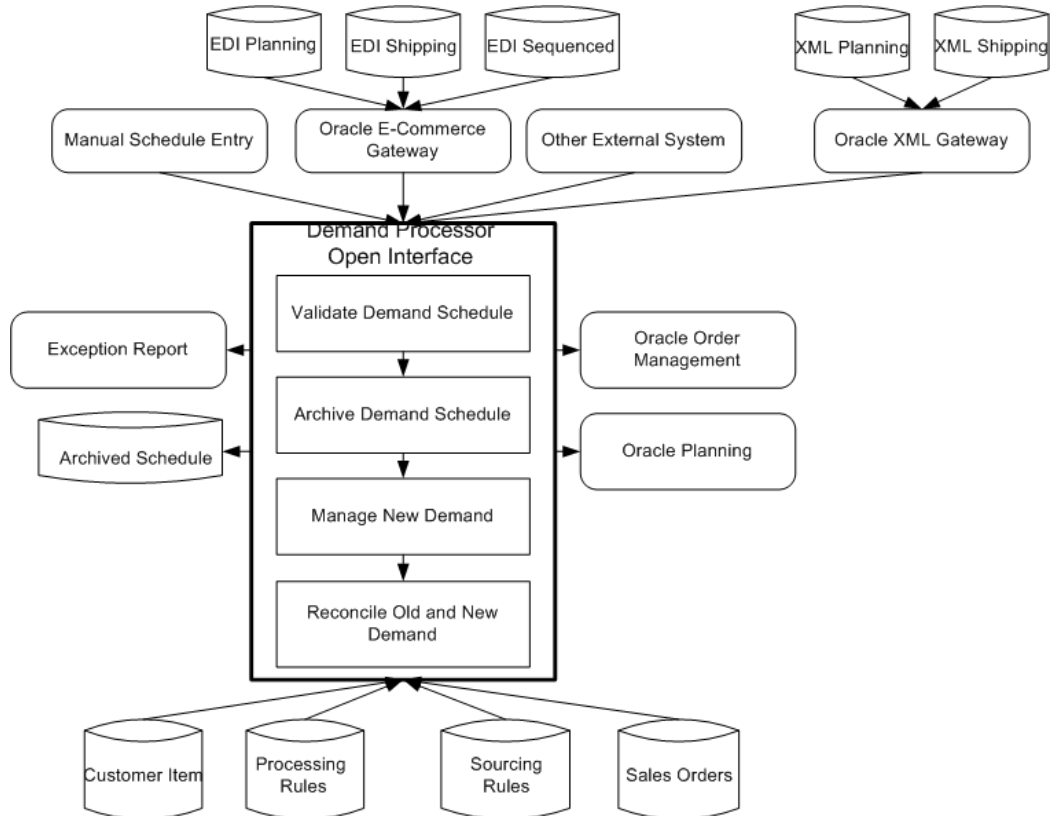 EDI Planning
EDI Shipping
EDI Sequenced
XML Planning
XML Shipping
Manual Schedule Entry
Oracle E-Commerce
Gateway
Other External System
Oracle XML Gateway
Demand Processor
Open Interface
Validate Demand Schedule
Exception Report
Oracle Order
Management
Archive Demand Schedule
Archived Schedule
Oracle Planning
Manage New Demand
Reconcile Old and New
Demand
Customer Item
Processing
Rules
Sourcing
Rules
Sales Orders